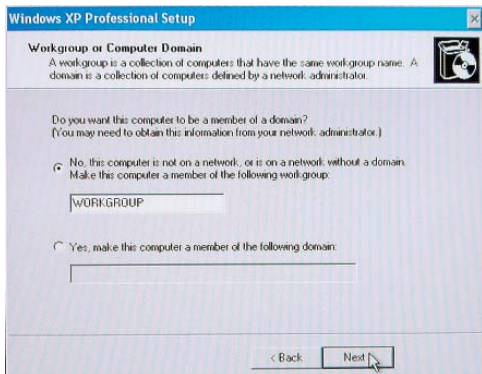 Windows XP Professional Setup
Workgroup or Computer Domain
A workgroup is a collection of computers that have the same workgroup name. A
domain is a collection of computers defined by a network administrator.
Do you want this computer to be a member of a domain?
(You may need to obtain this information from your network administrator.)
No, this computer is not on a network, or is on a network without a domain.
Make this computer a member of the following workgroup:
WORKGROUP
Yes, make this computer a member of the following domain:
< Back
Next >